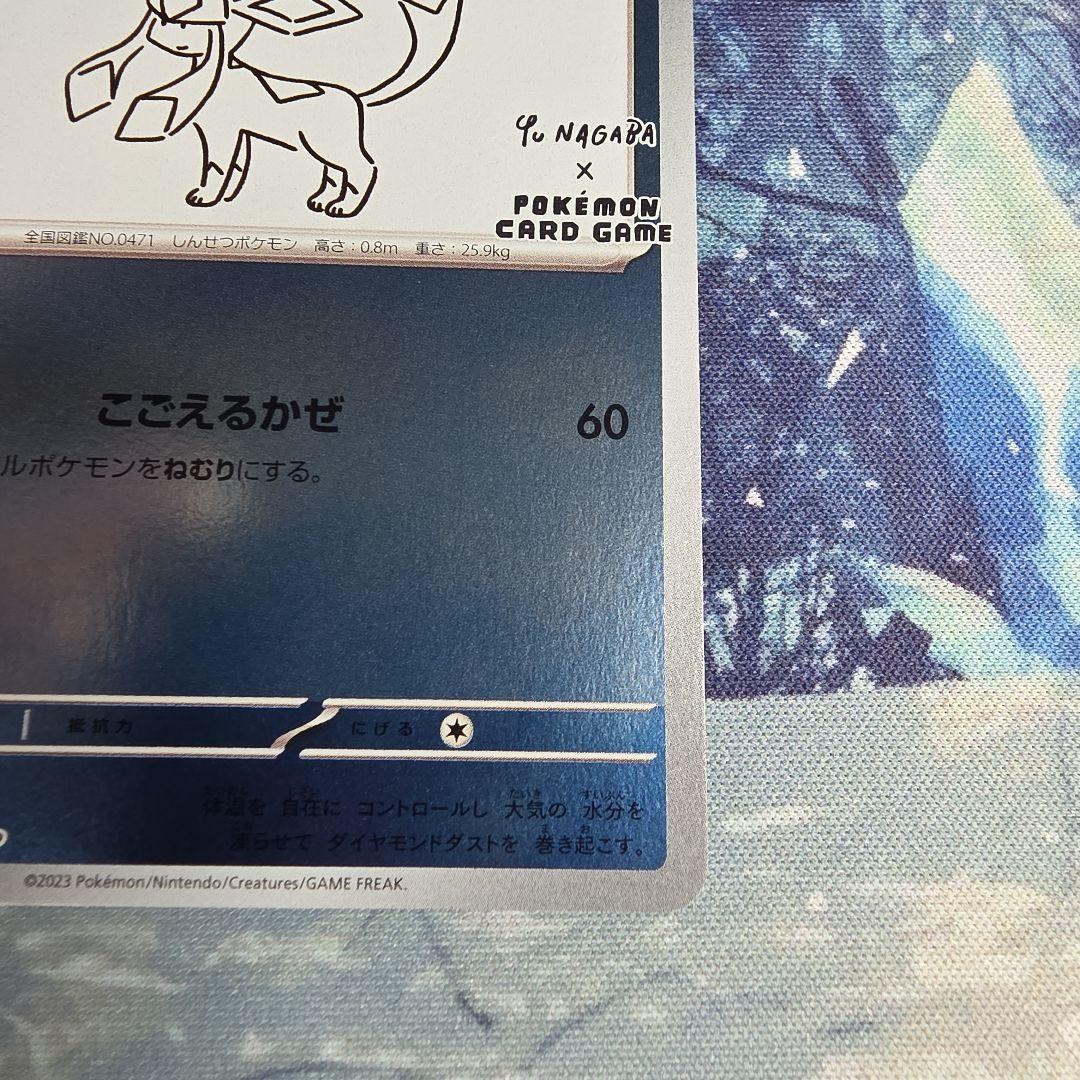 Yu NAGABA
×
POKÉMON
CARD GAME
全国図鑑NO.0471 しんせつポケモン 高さ:0.8m 重さ:25.9kg
こごえるかぜ 60
ルポケモンをねむりにする。
抵抗力 にげる
体温を 自在に コントロールし 大気の 水分を
凍らせて ダイヤモンドダストを 巻き起こす。
©2023 Pokémon/Nintendo/Creatures/GAME FREAK.